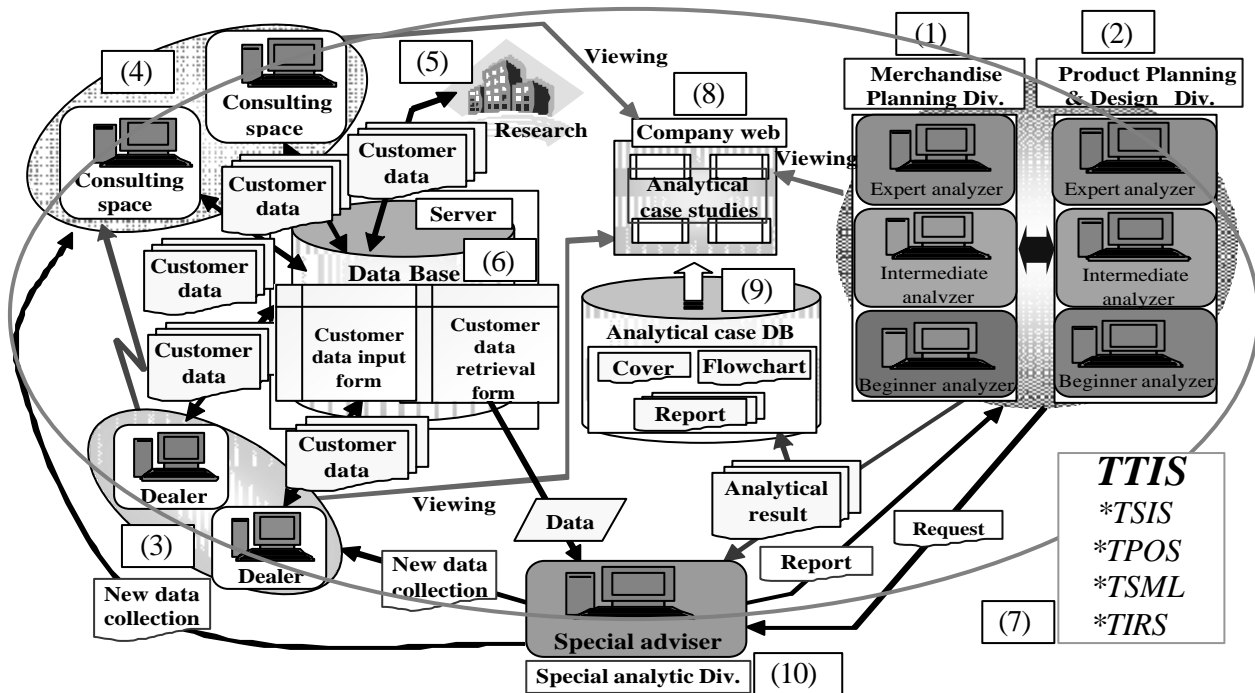 (4)
Consulting
space
Consulting
space
(5)
Research
Viewing
(8)
Company web
Analytical
case studies
Viewing
(1)
Merchandise
Planning Div.
(2)
Product Planning
& Design Div.
Expert analyzer
Intermediate
analyzer
Beginner analyzer
Expert analyzer
Intermediate
analyzer
Beginner analyzer
Customer
data
Customer
data
Customer
data
Customer
data
Customer
data
Server
(6)
Data Base
Customer
data input
form
Customer
data
retrieval
form
(9)
Analytical case DB
Cover
Flowchart
Report
Dealer
Dealer
(3)
Viewing
Data
Analytical
result
Report
Request
New data
collection
New data
collection
Special adviser
Special analytic Div.
(10)
(7)
TTIS
*TSIS
*TPOS
*TSML
*TIRS